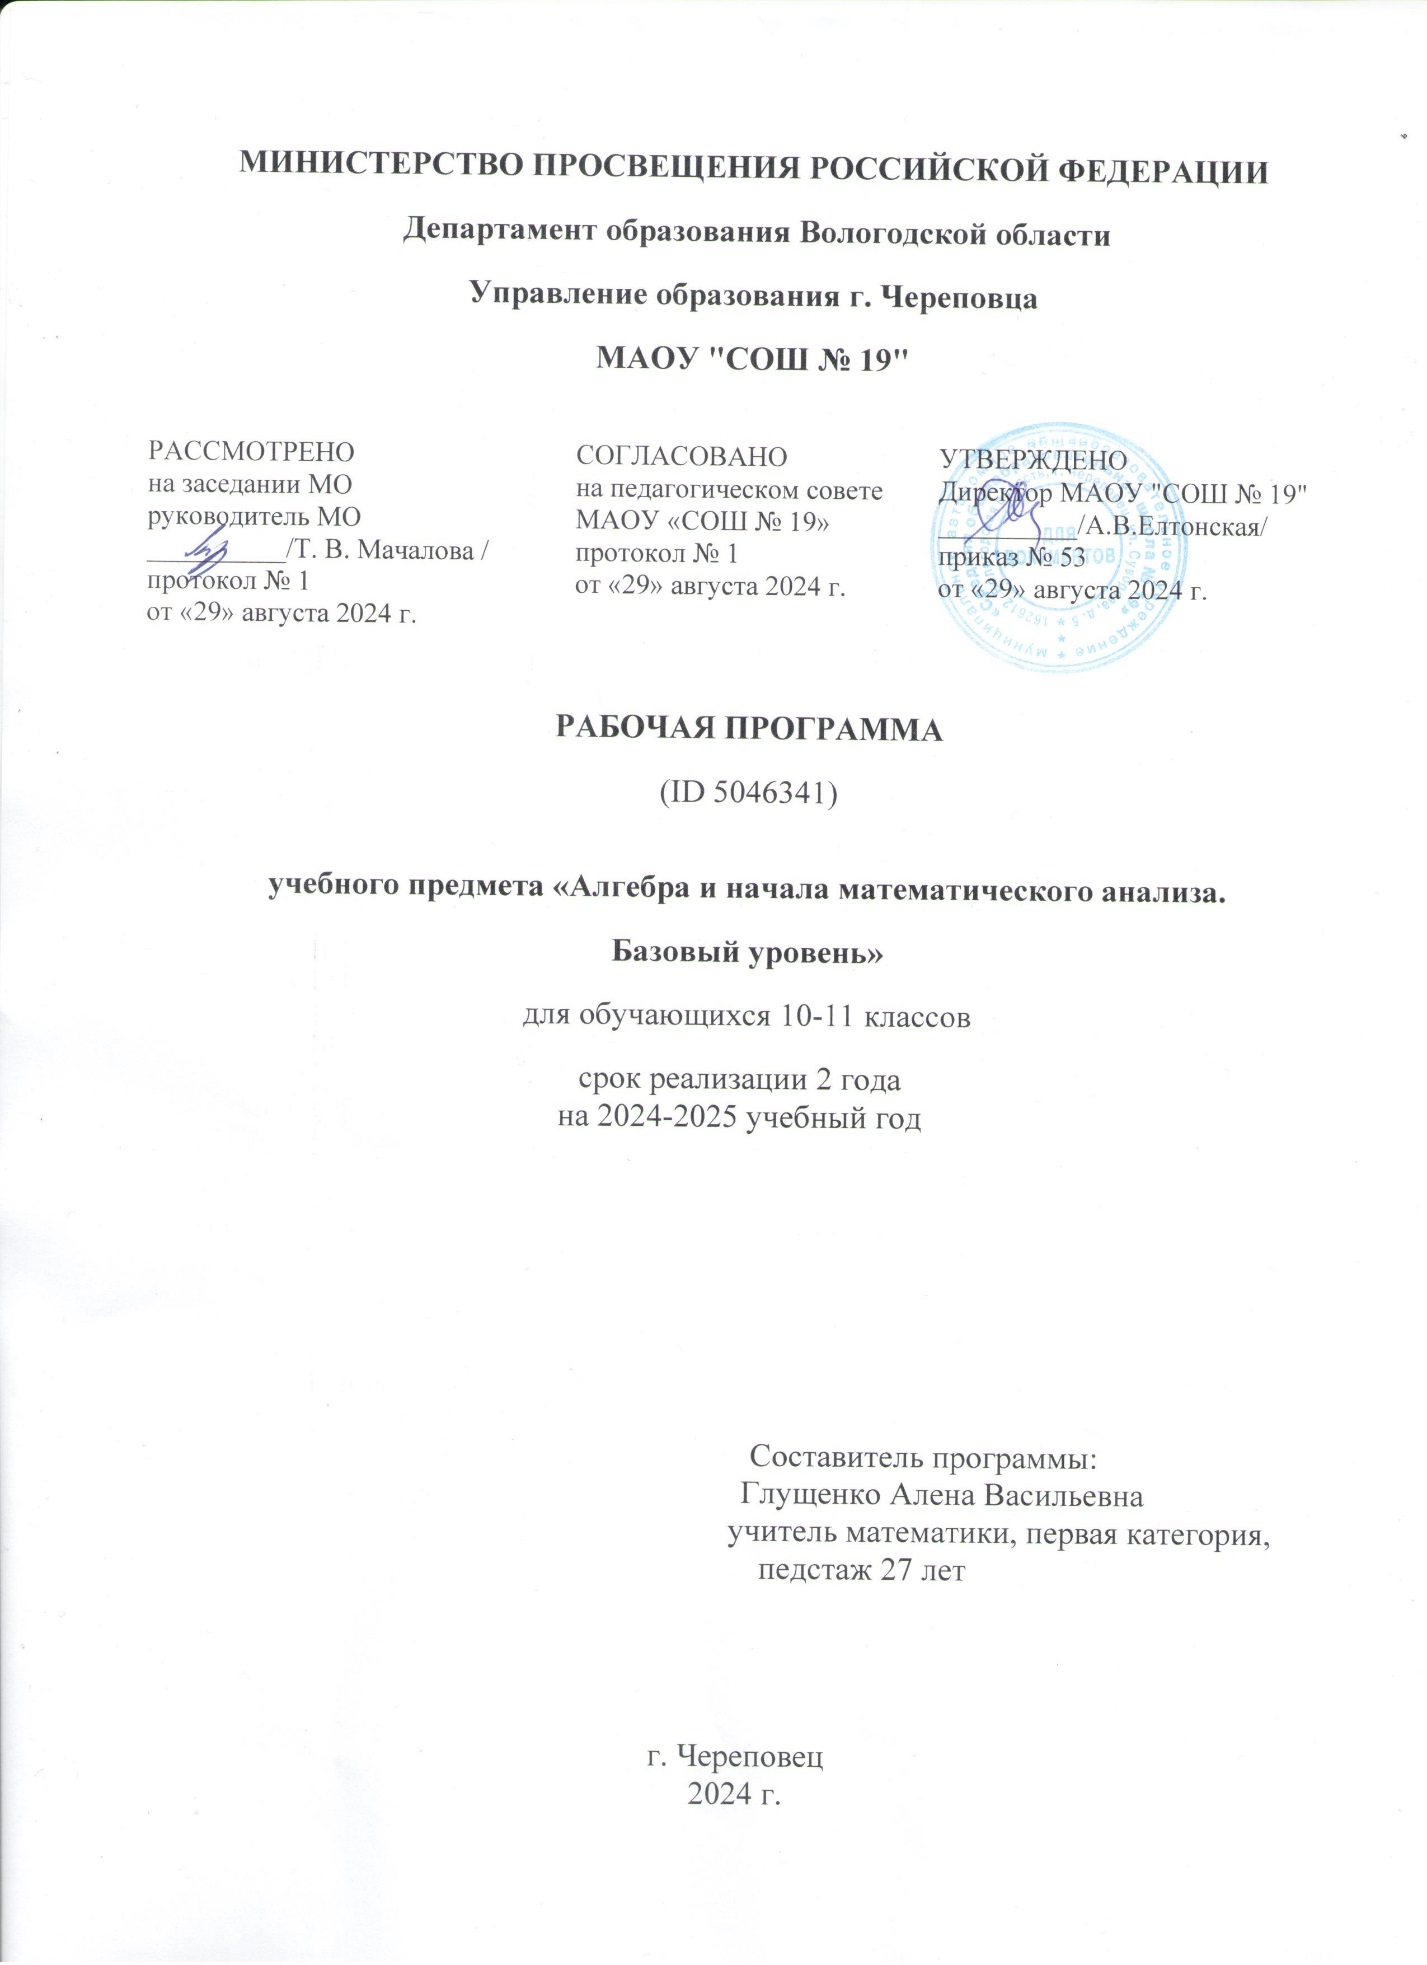 МИНИСТЕРСТВО ПРОСВЕЩЕНИЯ РОССИЙСКОЙ ФЕДЕРАЦИИ
Департамент образования Вологодской области
Управление образования г. Череповца
МАОУ "СОШ № 19"
РАССМОТРЕНО
на заседании МО
руководитель МО
__________/Т. В. Мачалова /
протокол № 1
от «29» августа 2024 г.
СОГЛАСОВАНО
на педагогическом совете
МАОУ «СОШ № 19»
протокол № 1
от «29» августа 2024 г.
УТВЕРЖДЕНО
Директор МАОУ "СОШ № 19"
__________/А.В.Елтонская/
приказ № 53
от «29» августа 2024 г.
ДЛЯ
ДОКУМЕНТОВ
РАБОЧАЯ ПРОГРАММА
(ID 5046341)
учебного предмета «Алгебра и начала математического анализа.
Базовый уровень»
для обучающихся 10-11 классов
срок реализации 2 года
на 2024-2025 учебный год
Составитель программы:
Глущенко Алена Васильевна
учитель математики, первая категория,
педстаж 27 лет
г. Череповец
2024 г.